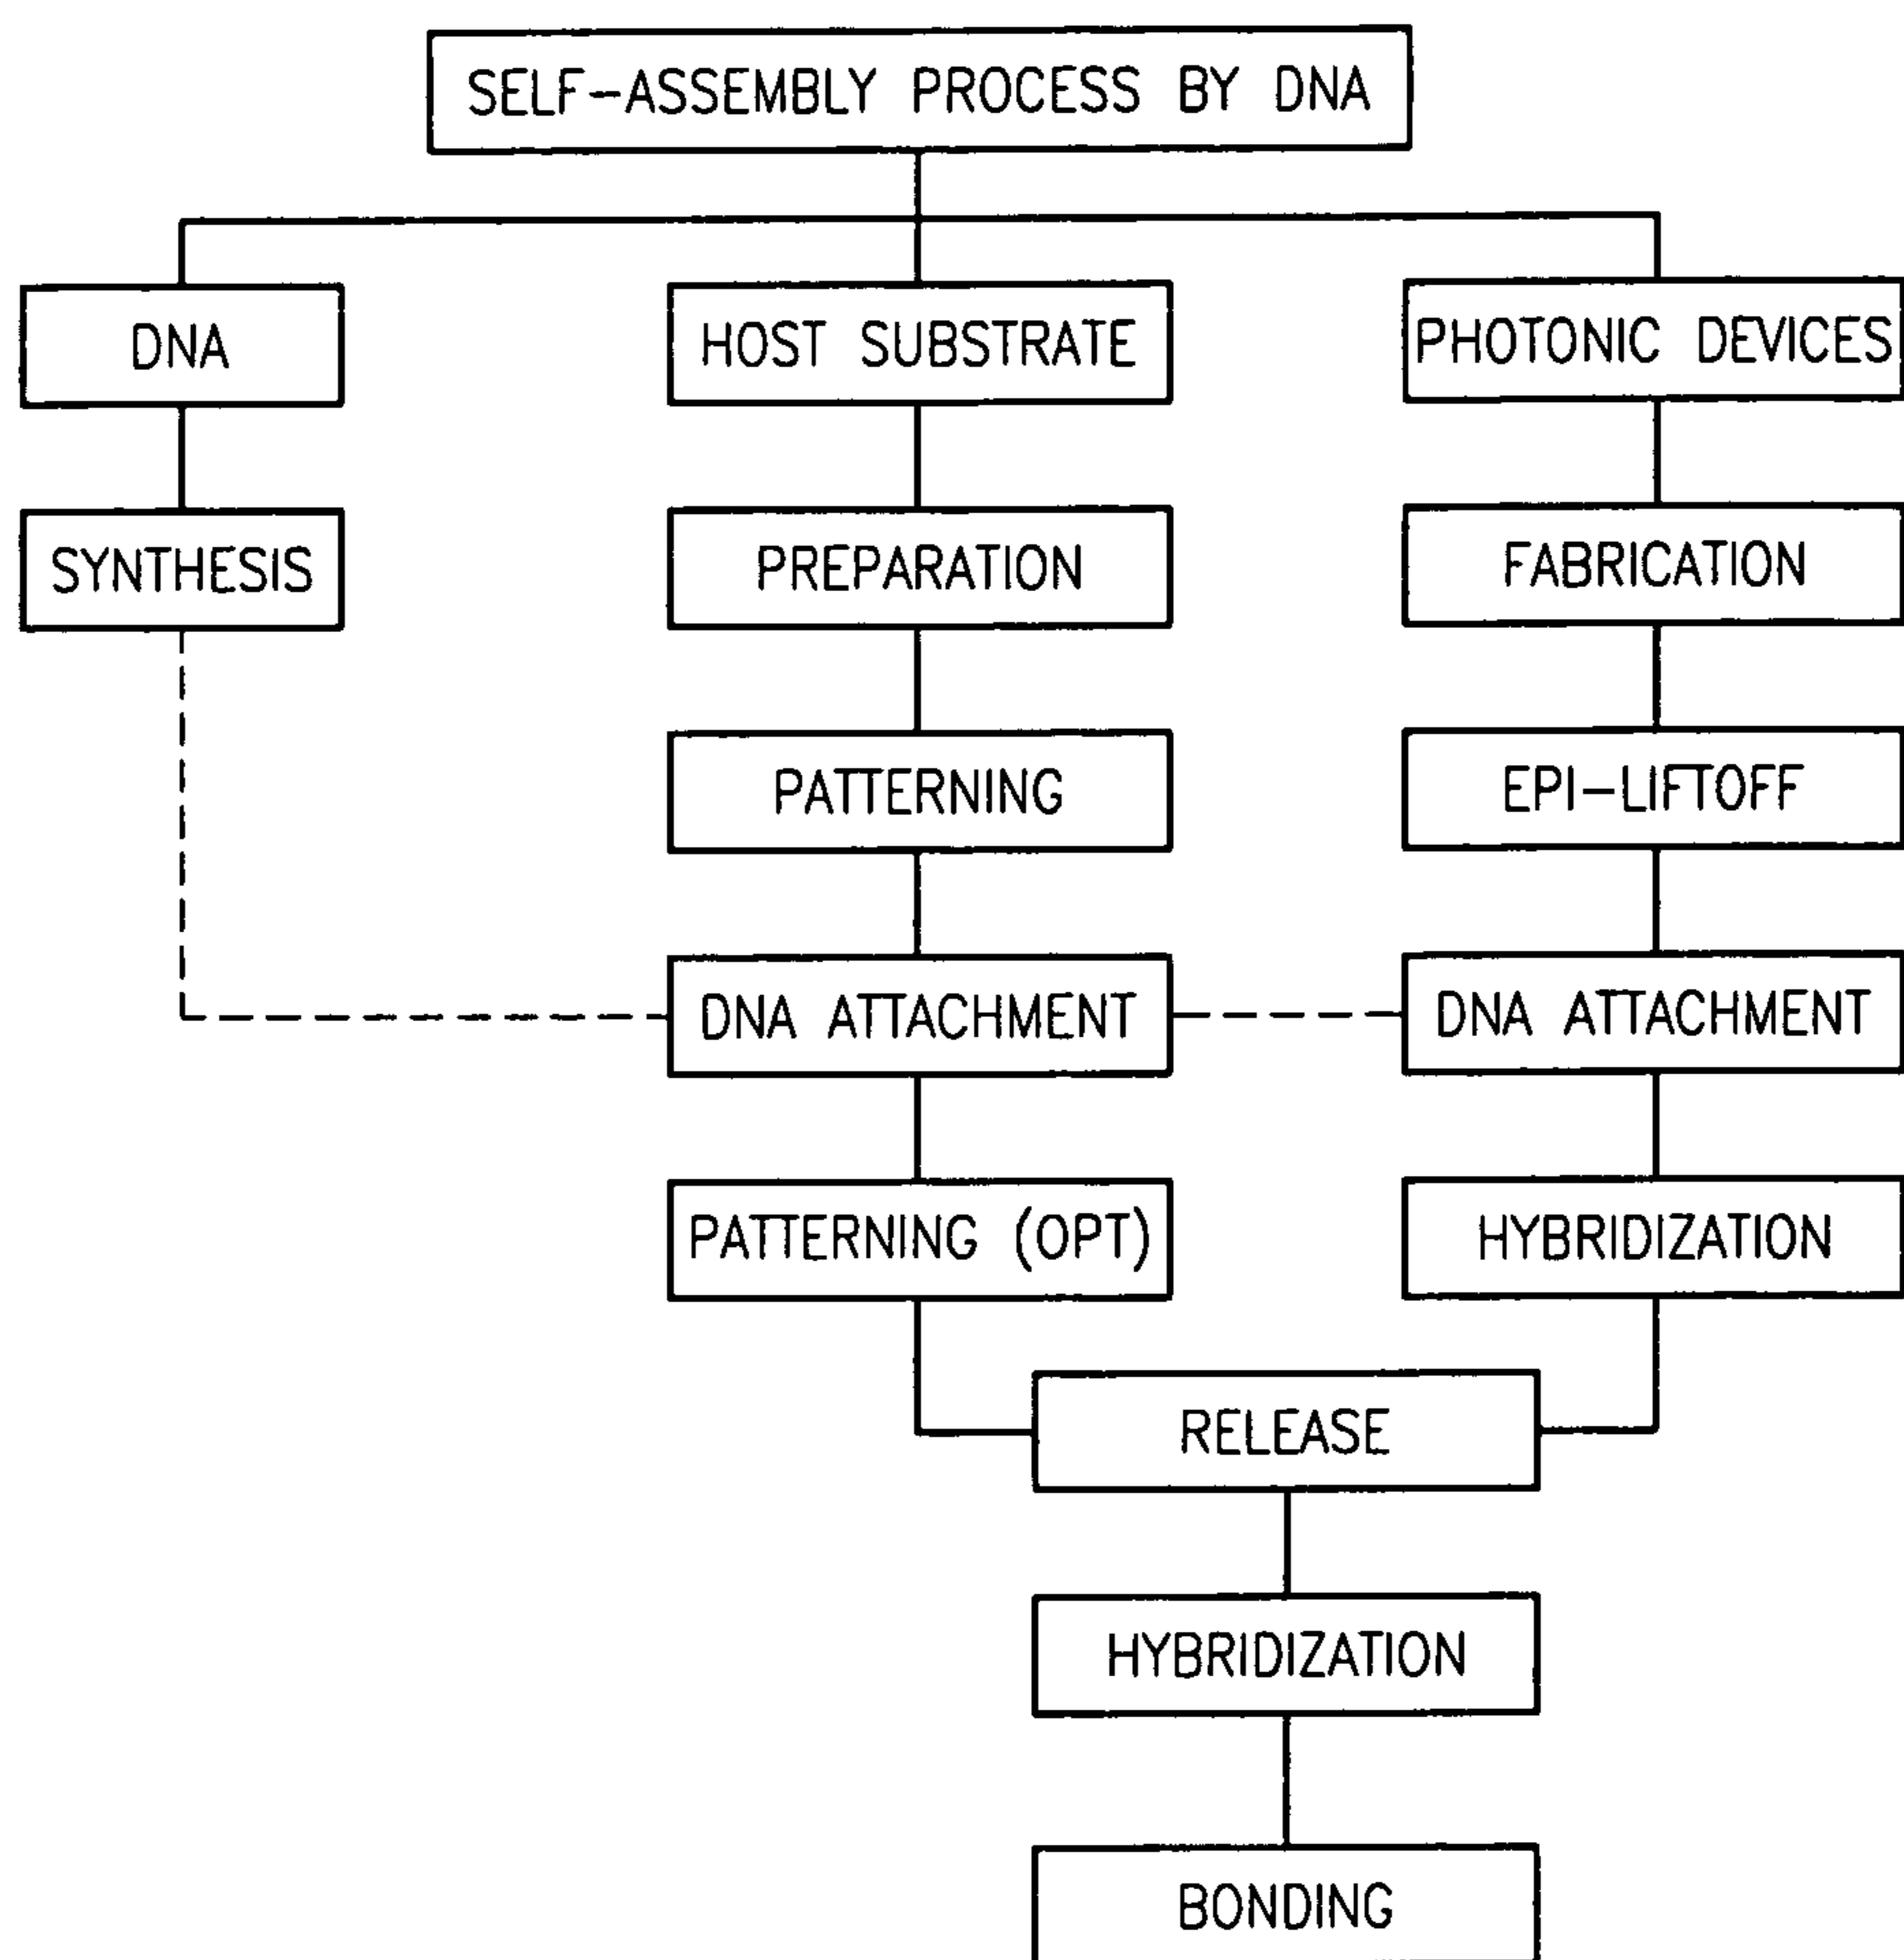 SELF-ASSEMBLY PROCESS BY DNA
DNA
HOST SUBSTRATE
PHOTONIC DEVICES
SYNTHESIS
PREPARATION
FABRICATION
PATTERNING
EPI-LIFTOFF
DNA ATTACHMENT
DNA ATTACHMENT
PATTERNING (OPT)
HYBRIDIZATION
RELEASE
HYBRIDIZATION
BONDING